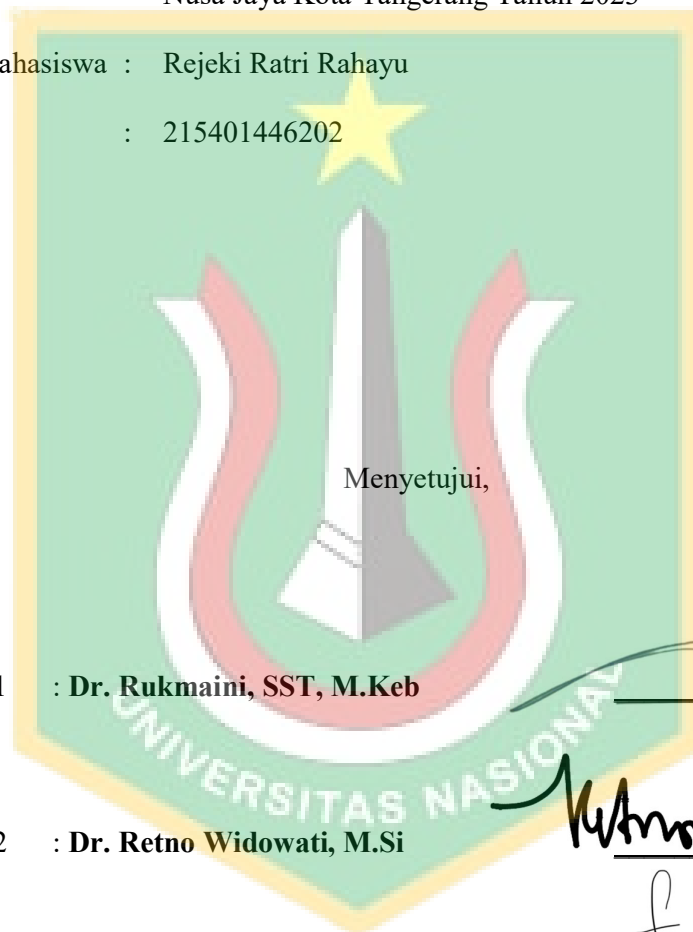 Nusa Jaya Kota Tangerang Tahun 2023
ahasiswa : Rejeki Ratri Rahayu
: 215401446202
Menyetujui,
1 : Dr. Rukmaini, SST, M.Keb
2 : Dr. Retno Widowati, M.Si
UNIVERSITAS NASIONAL